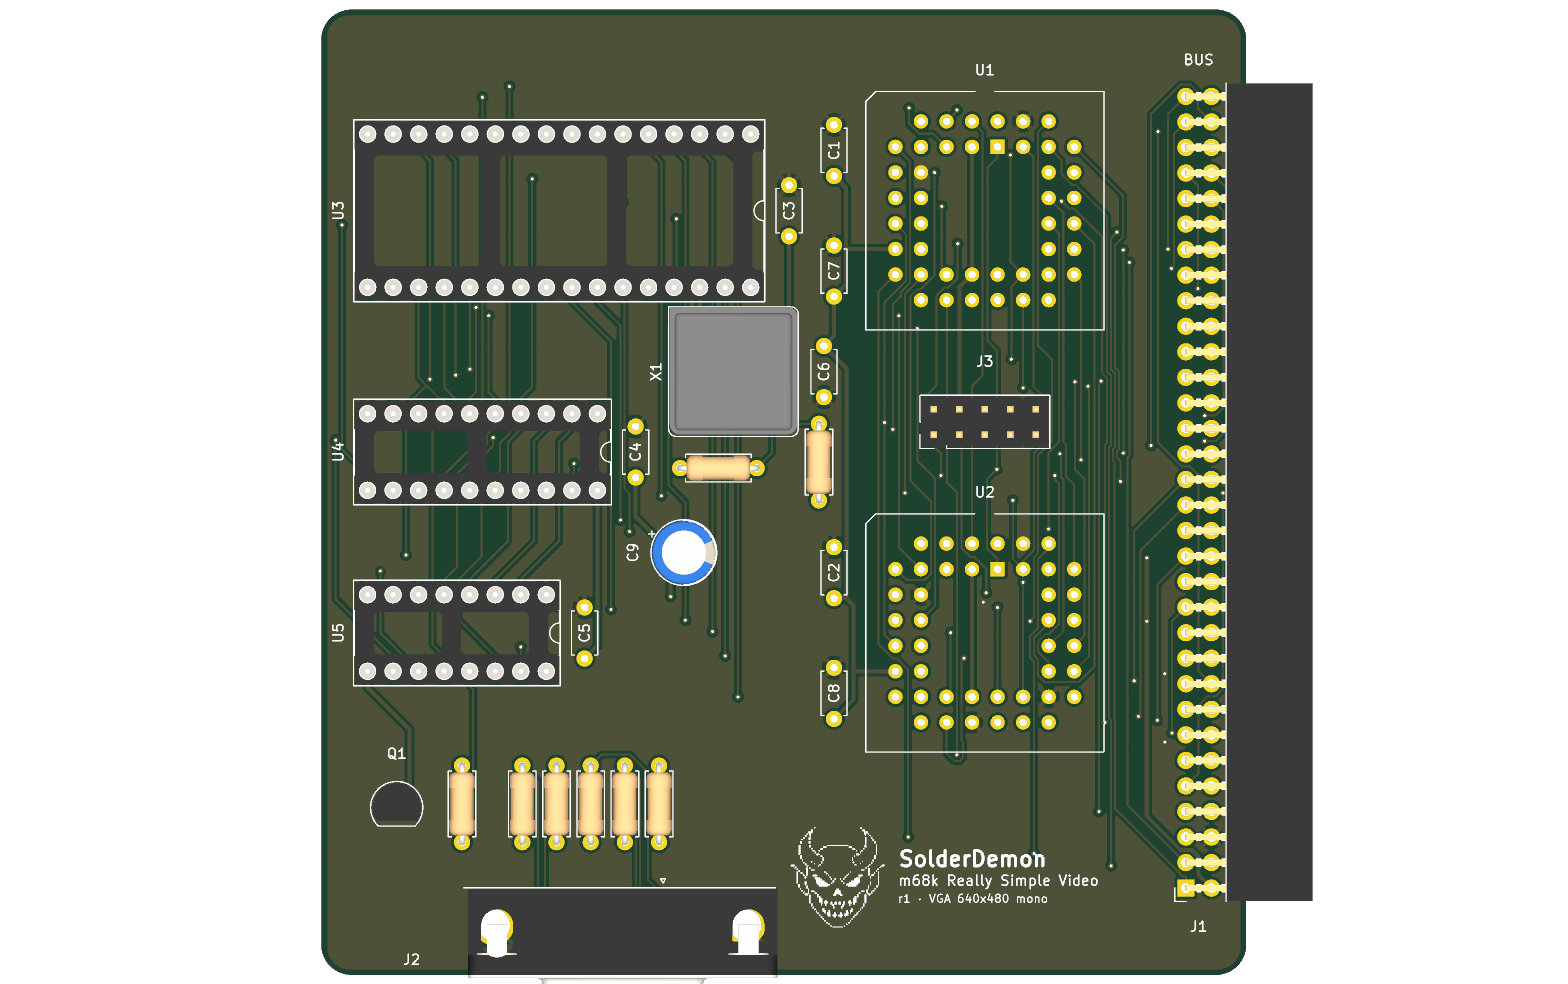 BUS
U1
C1
U3
C3
C7
J3
X1
C6
U4
C4
U2
C9
+
C2
U5
C5
C8
Q1
SolderDemon
m68k Really Simple Video
r1 · VGA 640x480 mono
J1
J2